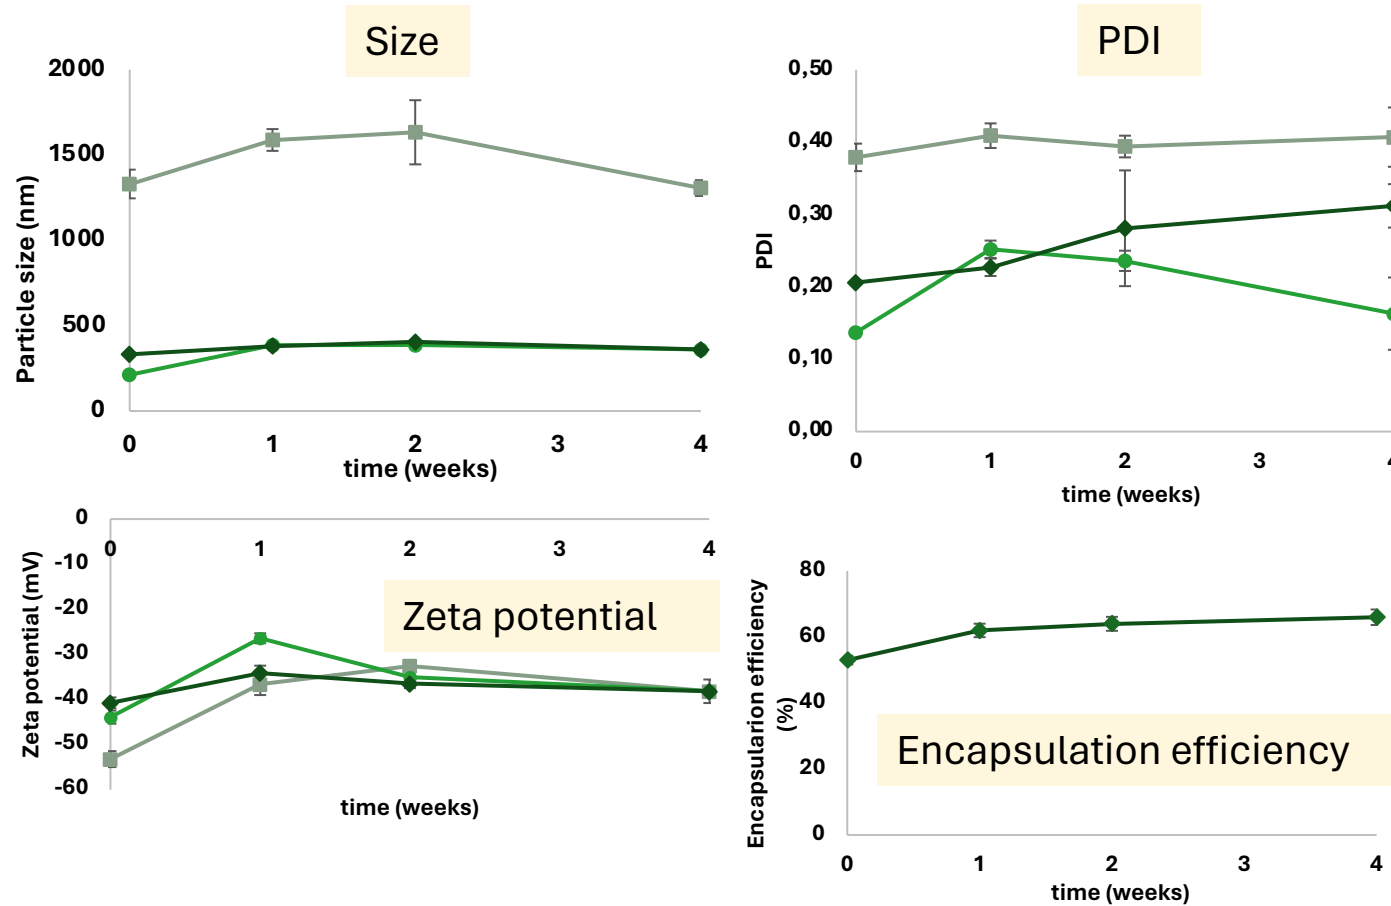 Size
2000
1500
1000
500
0
Particle size (nm)
0 1 2 3 4
time (weeks)
PDI
0,50
0,40
0,30
0,20
0,10
0,00
PDI
0 1 2 3 4
time (weeks)
0
-10
-20
-30
-40
-50
-60
Zeta potential (mV)
0 1 2 3 4
Zeta potential
time (weeks)
80
60
40
20
0
Encapsularion efficiency
(%)
Encapsulation efficiency
0 1 2 3 4
time (weeks)